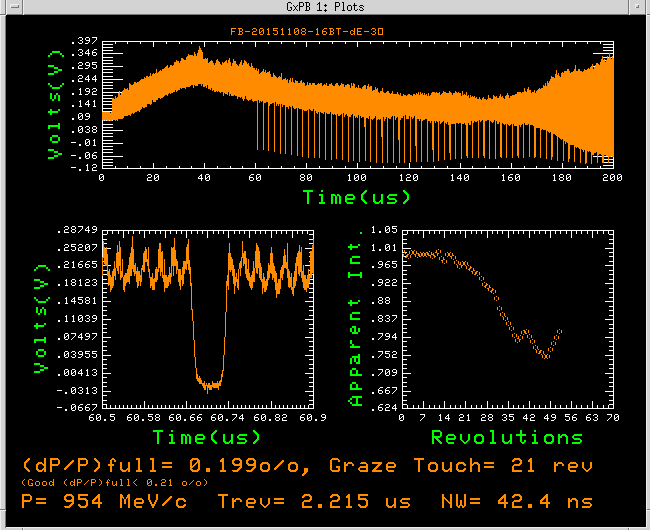 GxPB 1: Plots
FB-20151108-16BT-dE-3
Volts(V)
.397
.346
.295
.244
.192
.141
.09
.038
-.01
-.06
-.12
0 20 40 60 80 100 120 140 160 180 200
Time(us)
Volts(V)
.28749
.25207
.21665
.18123
.14581
.11039
.07497
.03955
.00413
-.0313
-.0667
60.5 60.58 60.66 60.74 60.82 60.9
Time(us)
Apparent Int.
1.05
1.01
.965
.922
.88
.837
.794
.752
.709
.667
.624
0 7 14 21 28 35 42 49 56 63 70
Revolutions
(dP/P)full= 0.199o/o, Graze Touch= 21 rev
(Good (dP/P)full< 0.21 o/o)
P= 954 MeV/c Trev= 2.215 us NW= 42.4 ns